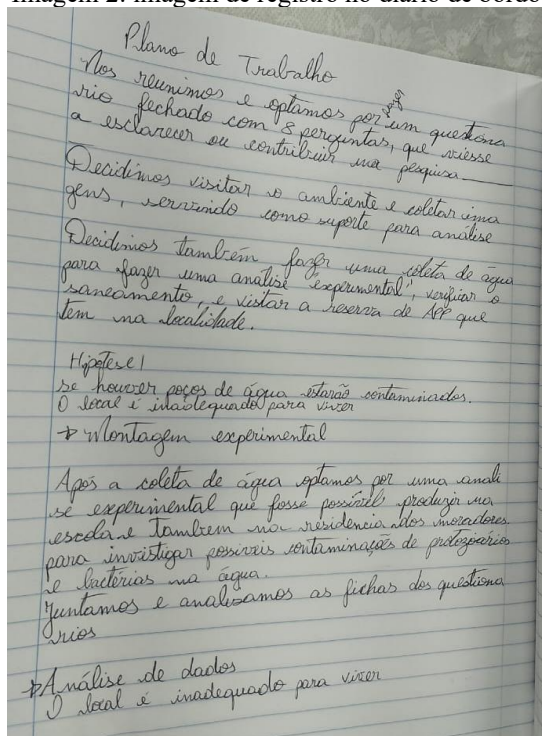 Imagem 2: imagem de registro no diário de bordo
Plano de Trabalho
Nos reunimos e optamos por fazer um questiona
rio fechado com 8 perguntas, que viesse
a esclarecer ou contribuir na pesquisa.
Decidimos visitar o ambiente e coletar ima
gens, servindo como suporte para análise
Decidimos também fazer uma coleta de água
para fazer uma análise "experimental", verificar o
saneamento, e vistar a reserva de APP que
tem na localidade.
Hipótese 1
se houver poços de água estarão contaminados.
O local é inadequado para viver
Montagem experimental
Após a coleta de água optamos por uma anali
se experimental que fosse possível produzir na
escola e também na residencia dos moradores
para investigar possíveis contaminações de protozoários
e bactérias na água.
Juntamos e analisamos as fichas dos questiona
rios
Análise de dados
O local é inadequado para viver